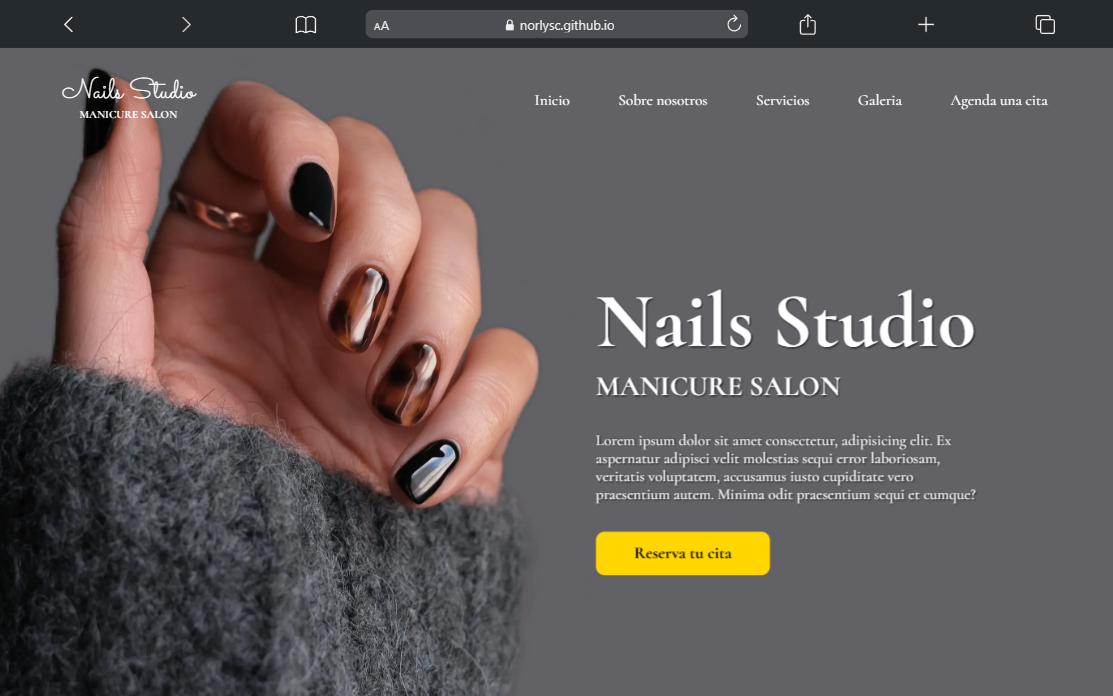 AA
norlysc.github.io
Nails Studio
MANICURE SALON
Inicio
Sobre nosotros
Servicios
Galeria
Agenda una cita
Nails Studio
MANICURE SALON
Lorem ipsum dolor sit amet consectetur, adipisicing elit. Ex
aspernatur adipisci velit molestias sequi error laboriosam,
veritatis voluptatem, accusamus iusto cupiditate vero
praesentium autem. Minima odit praesentium sequi et cumque?
Reserva tu cita